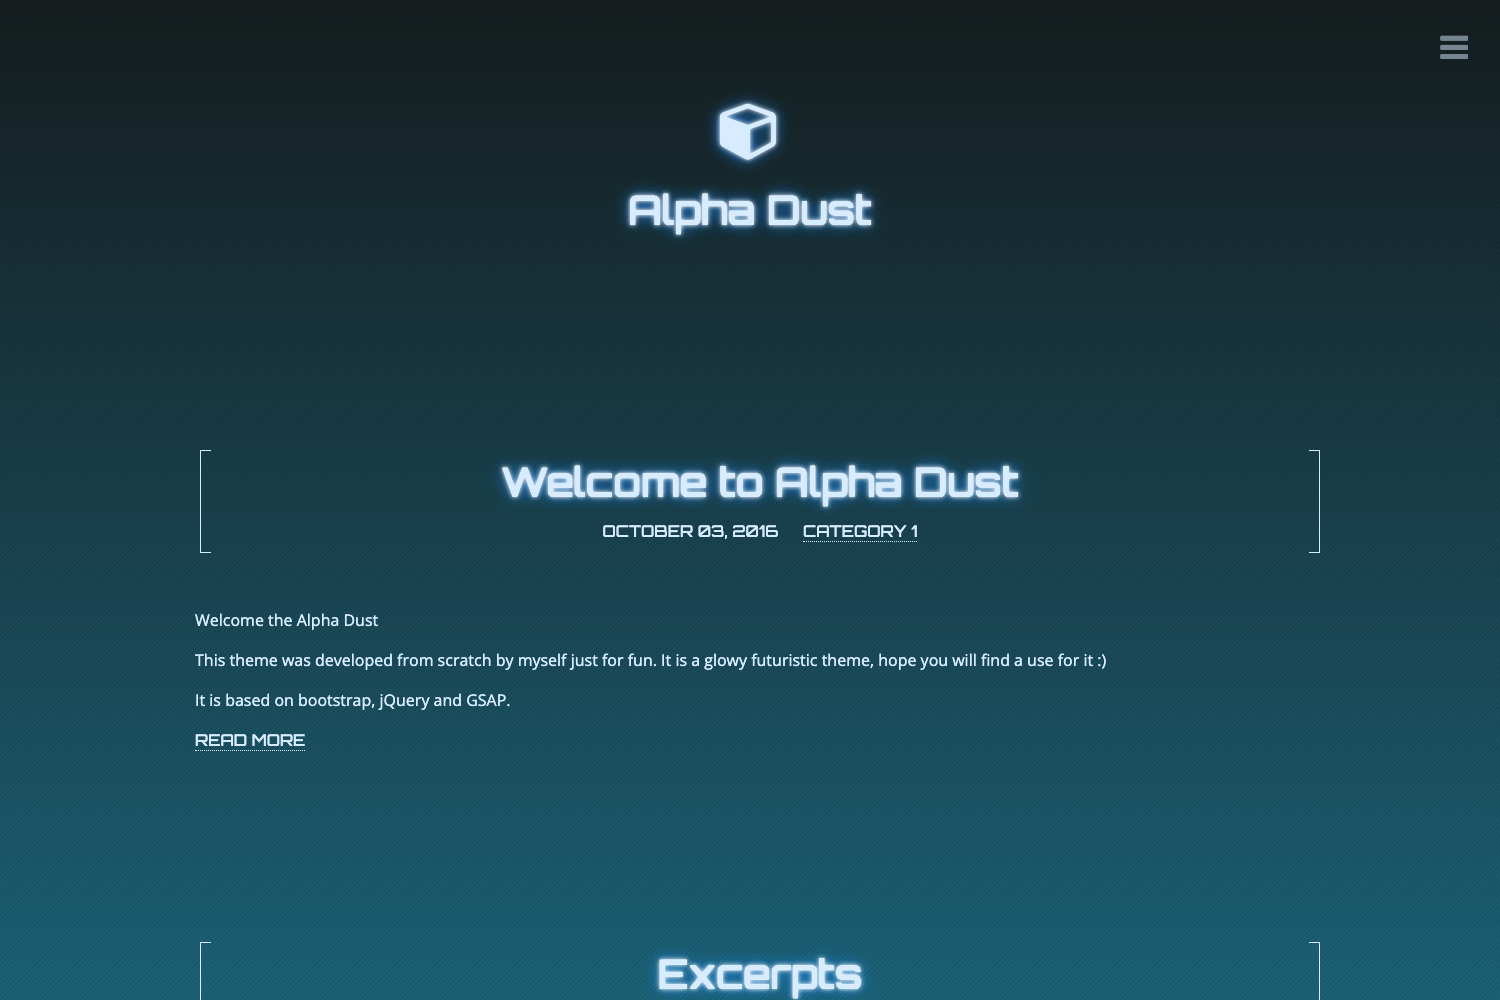 Alpha Dust
Welcome to Alpha Dust
OCTOBER 03, 2016 CATEGORY 1
Welcome the Alpha Dust
This theme was developed from scratch by myself just for fun. It is a glowy futuristic theme, hope you will find a use for it :)
It is based on bootstrap, jQuery and GSAP.
READ MORE
Excerpts